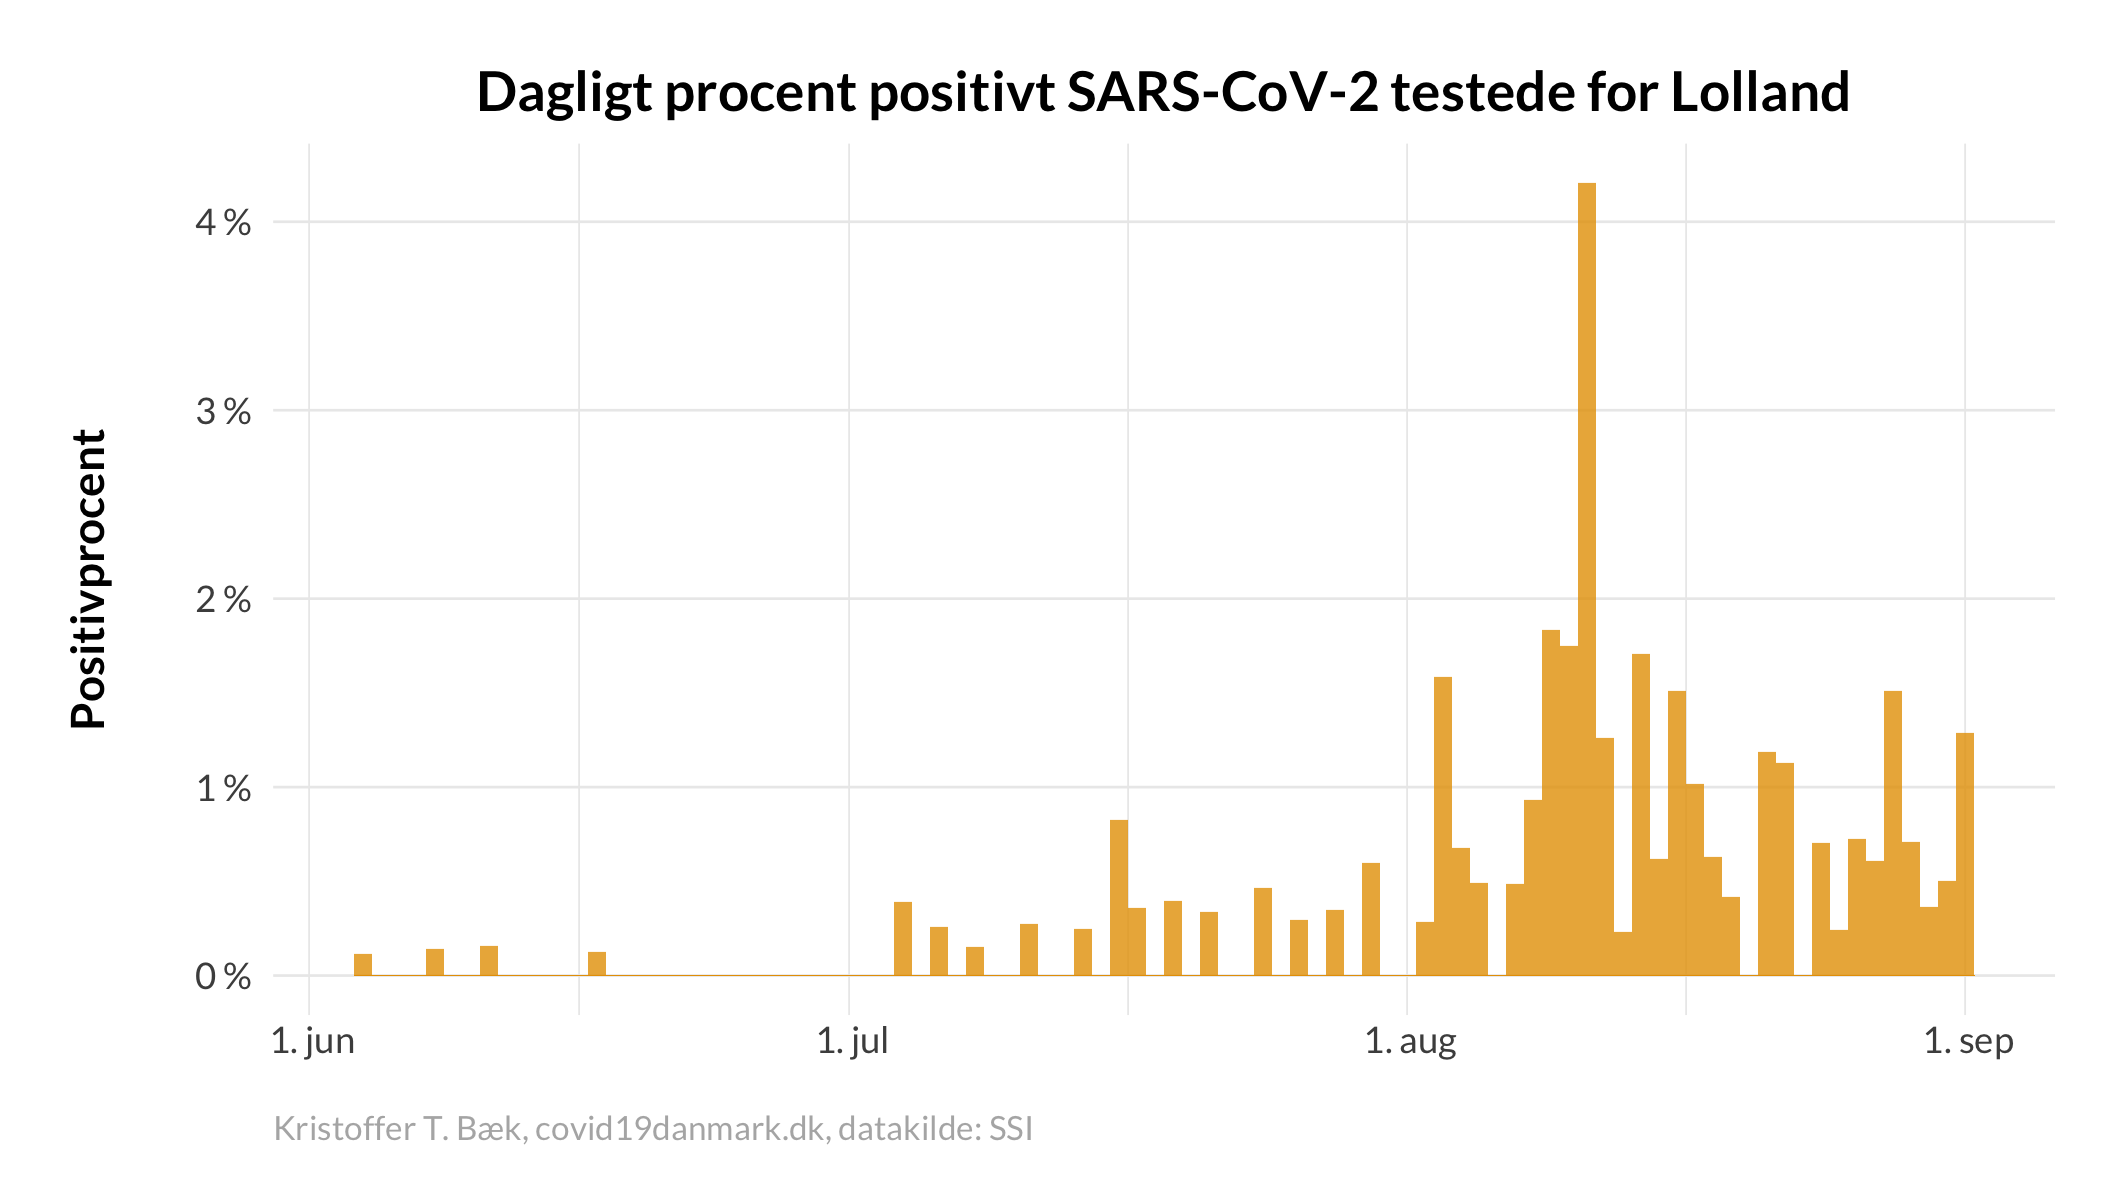 Dagligt procent positivt SARS-CoV-2 testede for Lolland
Positivprocent
4 %
3 %
2 %
1 %
0 %
1. jun
1. jul
1. aug
1. sep
Kristoffer T. Bæk, covid19danmark.dk, datakilde: SSI